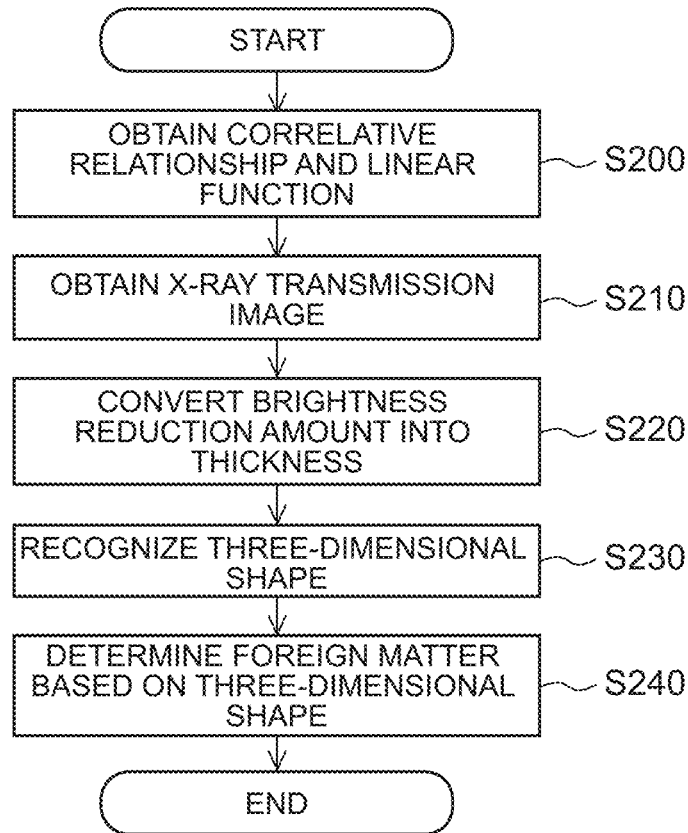 START
OBTAIN CORRELATIVE
RELATIONSHIP AND LINEAR
FUNCTION
S200
OBTAIN X-RAY TRANSMISSION
IMAGE
S210
CONVERT BRIGHTNESS
REDUCTION AMOUNT INTO
THICKNESS
S220
RECOGNIZE THREE-DIMENSIONAL
SHAPE
S230
DETERMINE FOREIGN MATTER
BASED ON THREE-DIMENSIONAL
SHAPE
S240
END